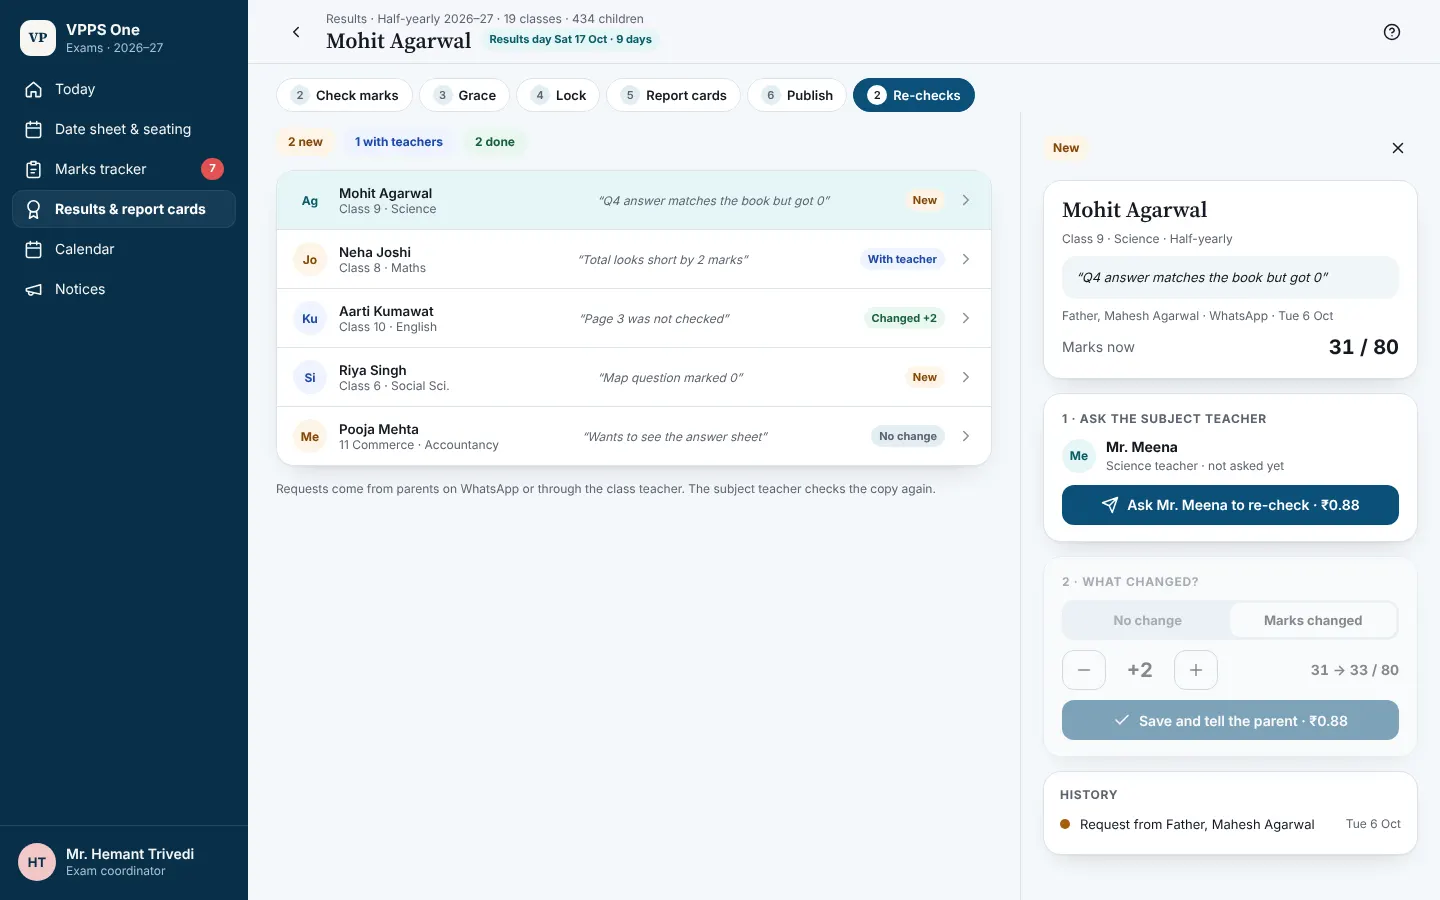 VP
VPPS One
Exams · 2026–27
Today
Date sheet & seating
Marks tracker
7
Results & report cards
Calendar
Notices
HT
Mr. Hemant Trivedi
Exam coordinator
Results · Half-yearly 2026–27 · 19 classes · 434 children
Mohit Agarwal
Results day Sat 17 Oct · 9 days
2 Check marks
3 Grace
4 Lock
5 Report cards
6 Publish
2 Re-checks
2 new
1 with teachers
2 done
Ag
Mohit Agarwal
Class 9 · Science
“Q4 answer matches the book but got 0”
New
Jo
Neha Joshi
Class 8 · Maths
“Total looks short by 2 marks”
With teacher
Ku
Aarti Kumawat
Class 10 · English
“Page 3 was not checked”
Changed +2
Si
Riya Singh
Class 6 · Social Sci.
“Map question marked 0”
New
Me
Pooja Mehta
11 Commerce · Accountancy
“Wants to see the answer sheet”
No change
Requests come from parents on WhatsApp or through the class teacher. The subject teacher checks the copy again.
New
Mohit Agarwal
Class 9 · Science · Half-yearly
“Q4 answer matches the book but got 0”
Father, Mahesh Agarwal · WhatsApp · Tue 6 Oct
Marks now
31 / 80
1 · ASK THE SUBJECT TEACHER
Me
Mr. Meena
Science teacher · not asked yet
Ask Mr. Meena to re-check · ₹0.88
2 · WHAT CHANGED?
No change
Marks changed
+2
31 → 33 / 80
Save and tell the parent · ₹0.88
HISTORY
Request from Father, Mahesh Agarwal
Tue 6 Oct